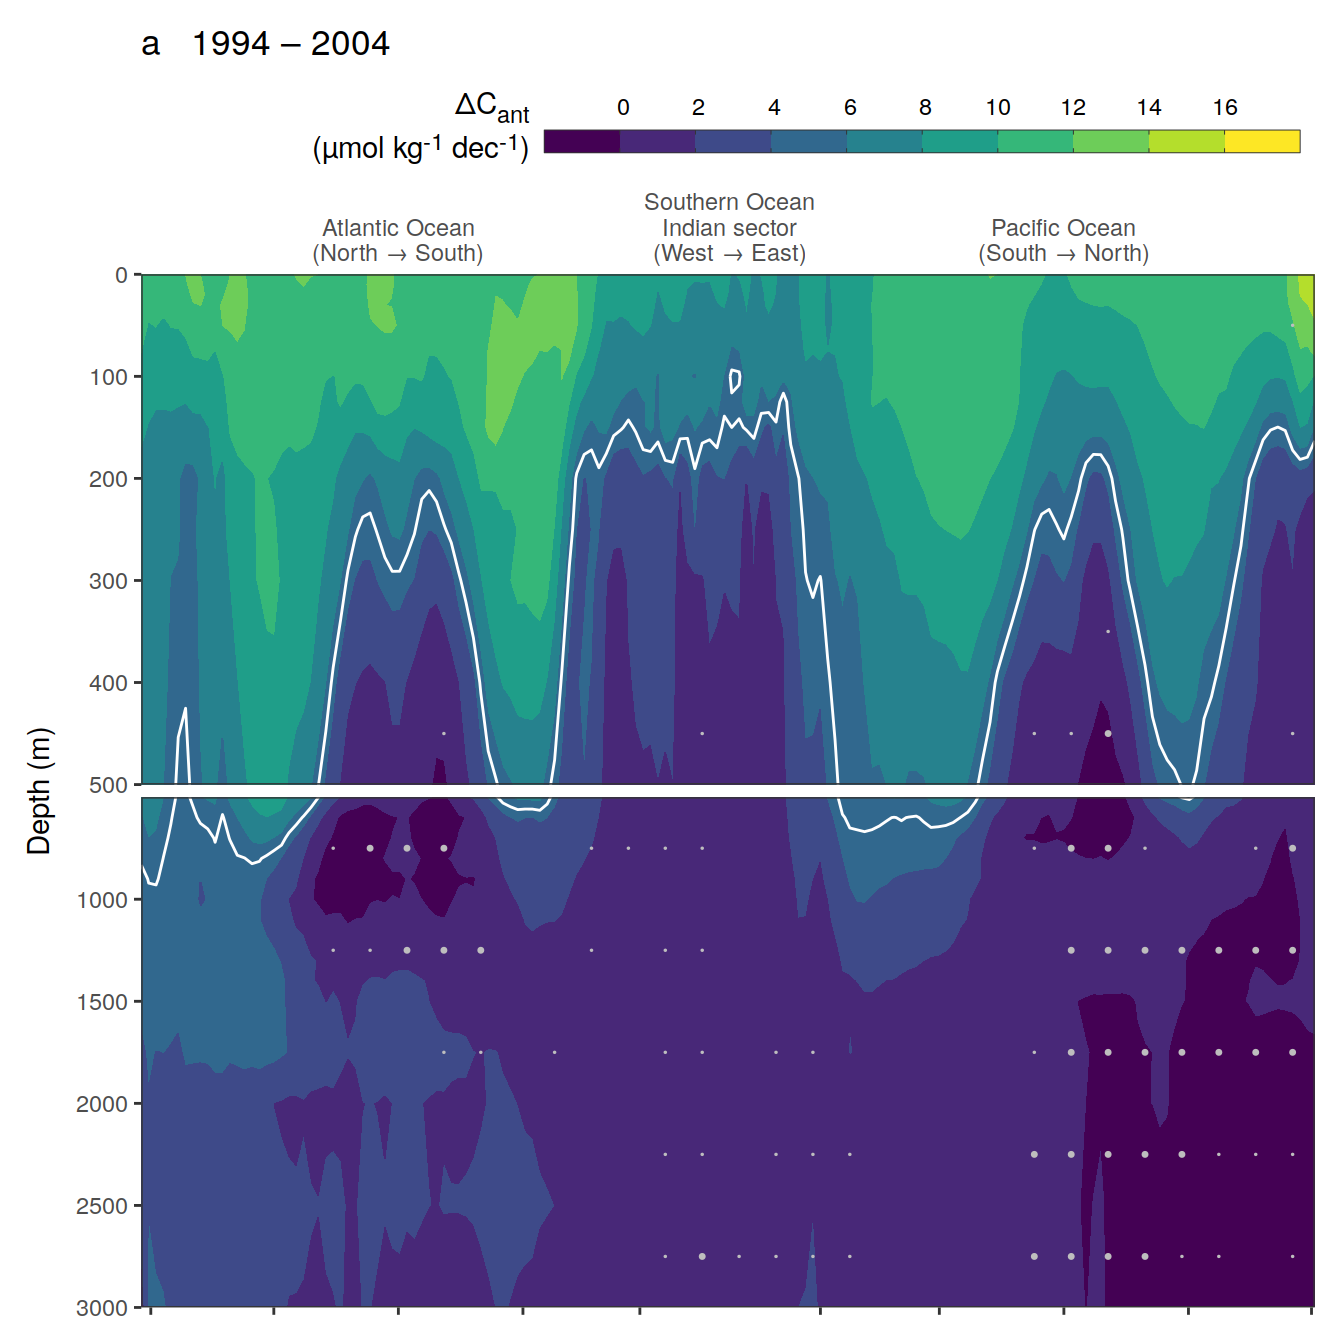 a 1994 – 2004
ΔCant
(μmol kg-1 dec-1)
0 2 4 6 8 10 12 14 16
Atlantic Ocean
(North → South)
Southern Ocean
Indian sector
(West → East)
Pacific Ocean
(South → North)
Depth (m)
0
100
200
300
400
500
1000
1500
2000
2500
3000